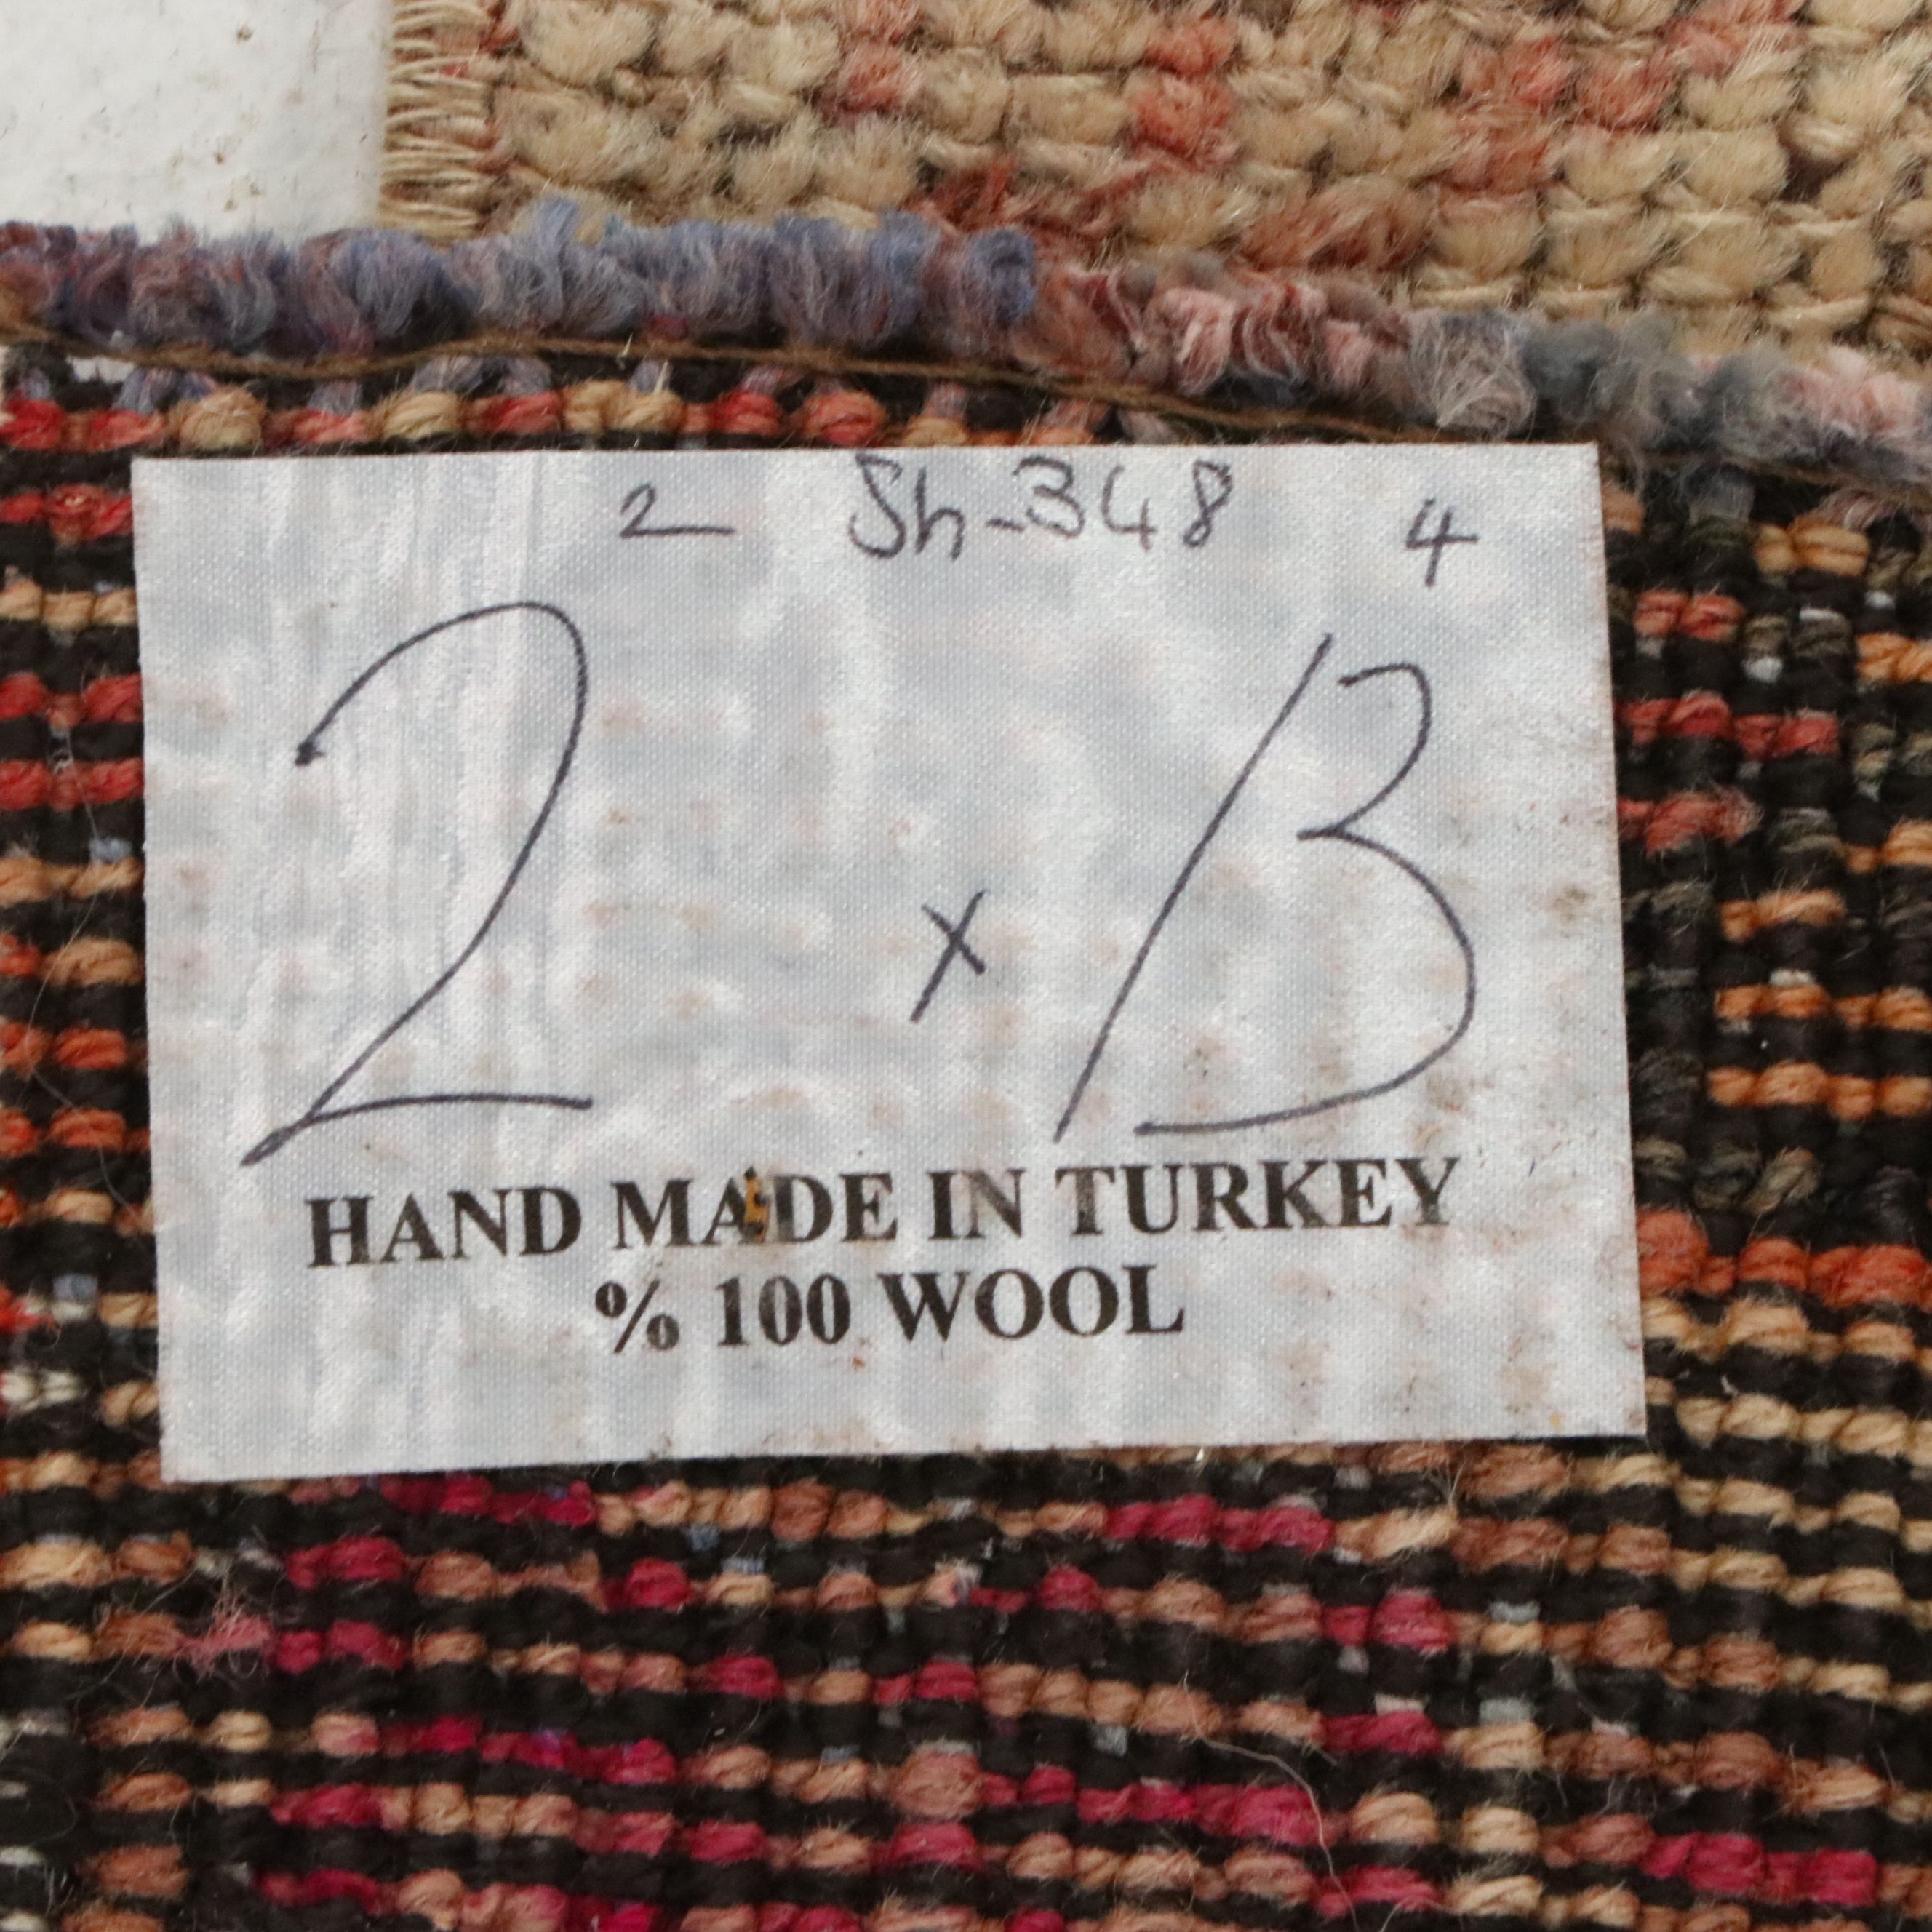 2 Sh-348 4
2 x 13
HAND MADE IN TURKEY
% 100 WOOL